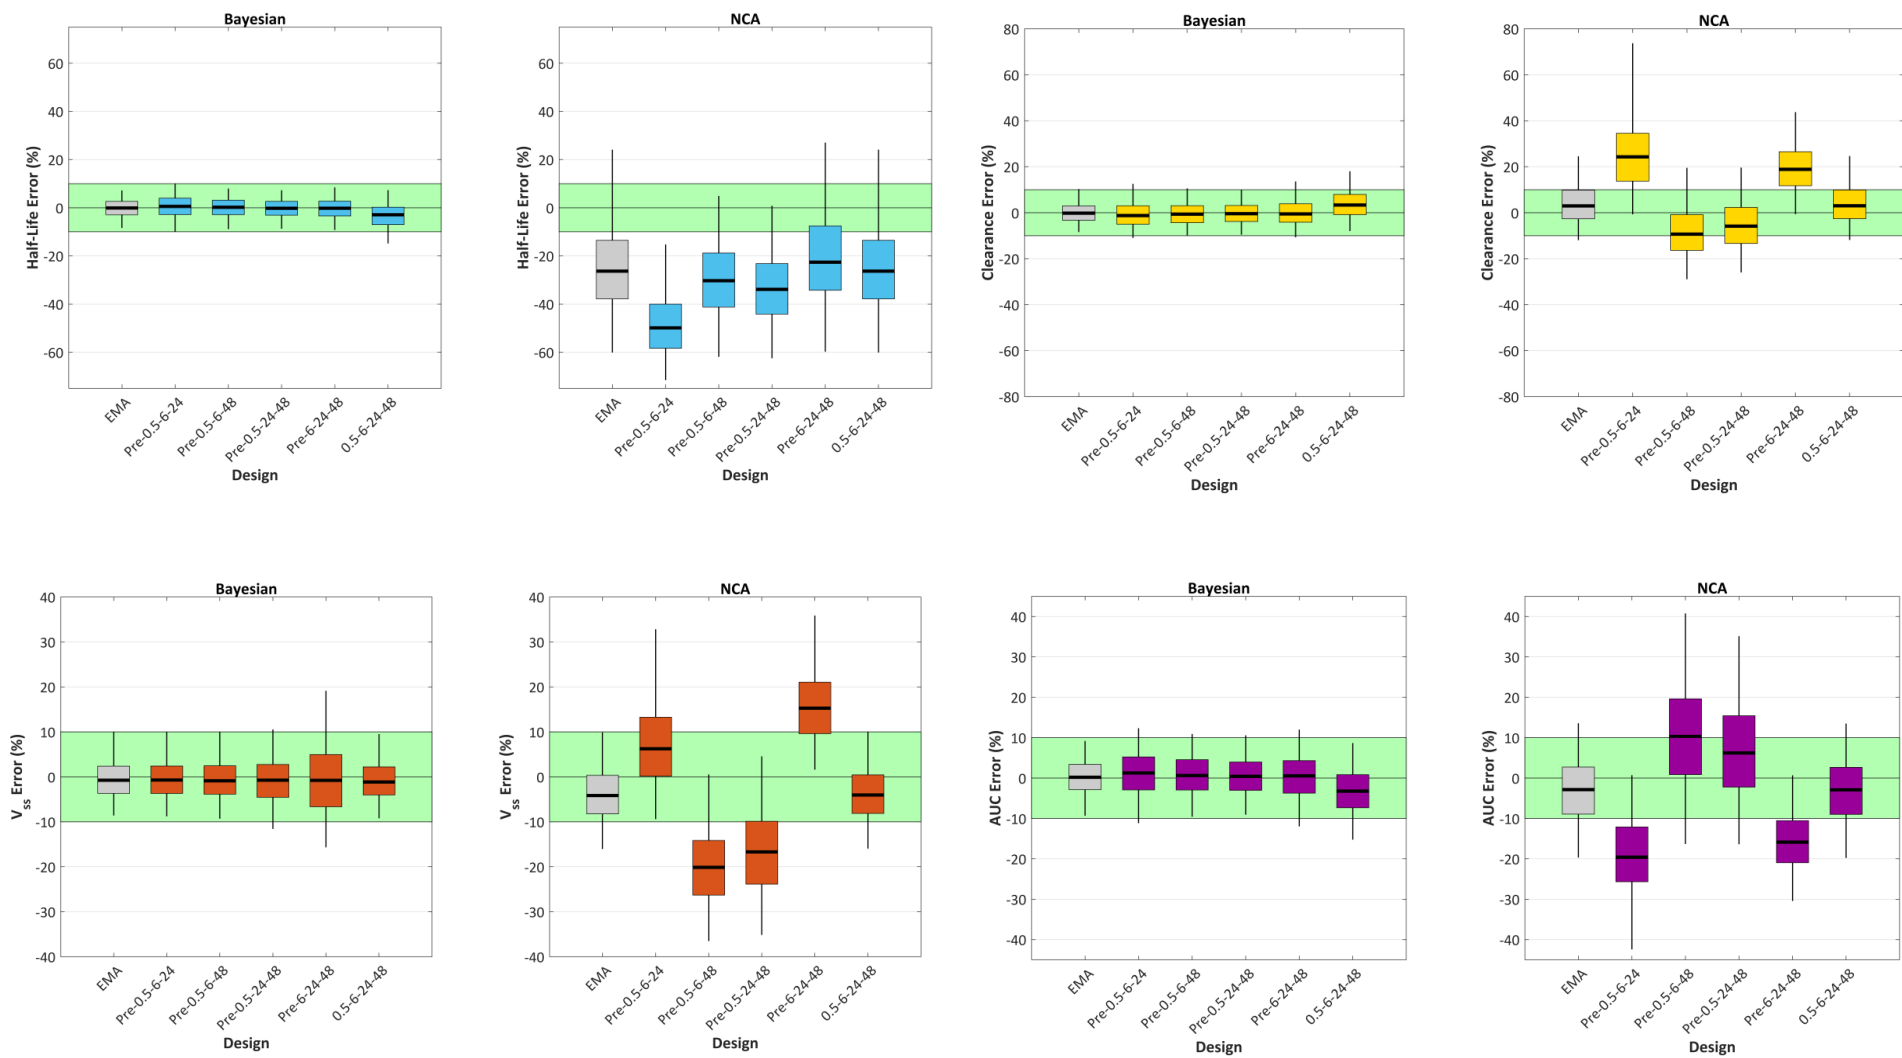 Bayesian
60
40
20
0
-20
-40
-60
Half-Life Error (%)
EMA
Pre-0.5-6-24
Pre-0.5-6-48
Pre-0.5-24-48
Pre-6-24-48
0.5-6-24-48
Design
NCA
60
40
20
0
-20
-40
-60
Half-Life Error (%)
EMA
Pre-0.5-6-24
Pre-0.5-6-48
Pre-0.5-24-48
Pre-6-24-48
0.5-6-24-48
Design
Bayesian
80
60
40
20
0
-20
-40
-60
-80
Clearance Error (%)
EMA
Pre-0.5-6-24
Pre-0.5-6-48
Pre-0.5-24-48
Pre-6-24-48
0.5-6-24-48
Design
NCA
80
60
40
20
0
-20
-40
-60
-80
Clearance Error (%)
EMA
Pre-0.5-6-24
Pre-0.5-6-48
Pre-0.5-24-48
Pre-6-24-48
0.5-6-24-48
Design
Bayesian
40
30
20
10
0
-10
-20
-30
-40
Vss Error (%)
EMA
Pre-0.5-6-24
Pre-0.5-6-48
Pre-0.5-24-48
Pre-6-24-48
0.5-6-24-48
Design
NCA
40
30
20
10
0
-10
-20
-30
-40
Vss Error (%)
EMA
Pre-0.5-6-24
Pre-0.5-6-48
Pre-0.5-24-48
Pre-6-24-48
0.5-6-24-48
Design
Bayesian
40
30
20
10
0
-10
-20
-30
-40
AUC Error (%)
EMA
Pre-0.5-6-24
Pre-0.5-6-48
Pre-0.5-24-48
Pre-6-24-48
0.5-6-24-48
Design
NCA
40
30
20
10
0
-10
-20
-30
-40
AUC Error (%)
EMA
Pre-0.5-6-24
Pre-0.5-6-48
Pre-0.5-24-48
Pre-6-24-48
0.5-6-24-48
Design